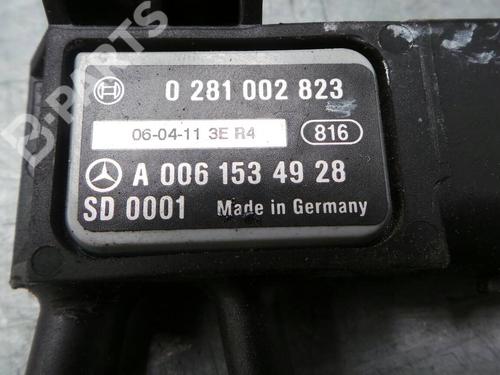 B-PARTS
0 281 002 823
06-04-11 3E R4 816
A 006 153 49 28
SD 0001 Made in Germany